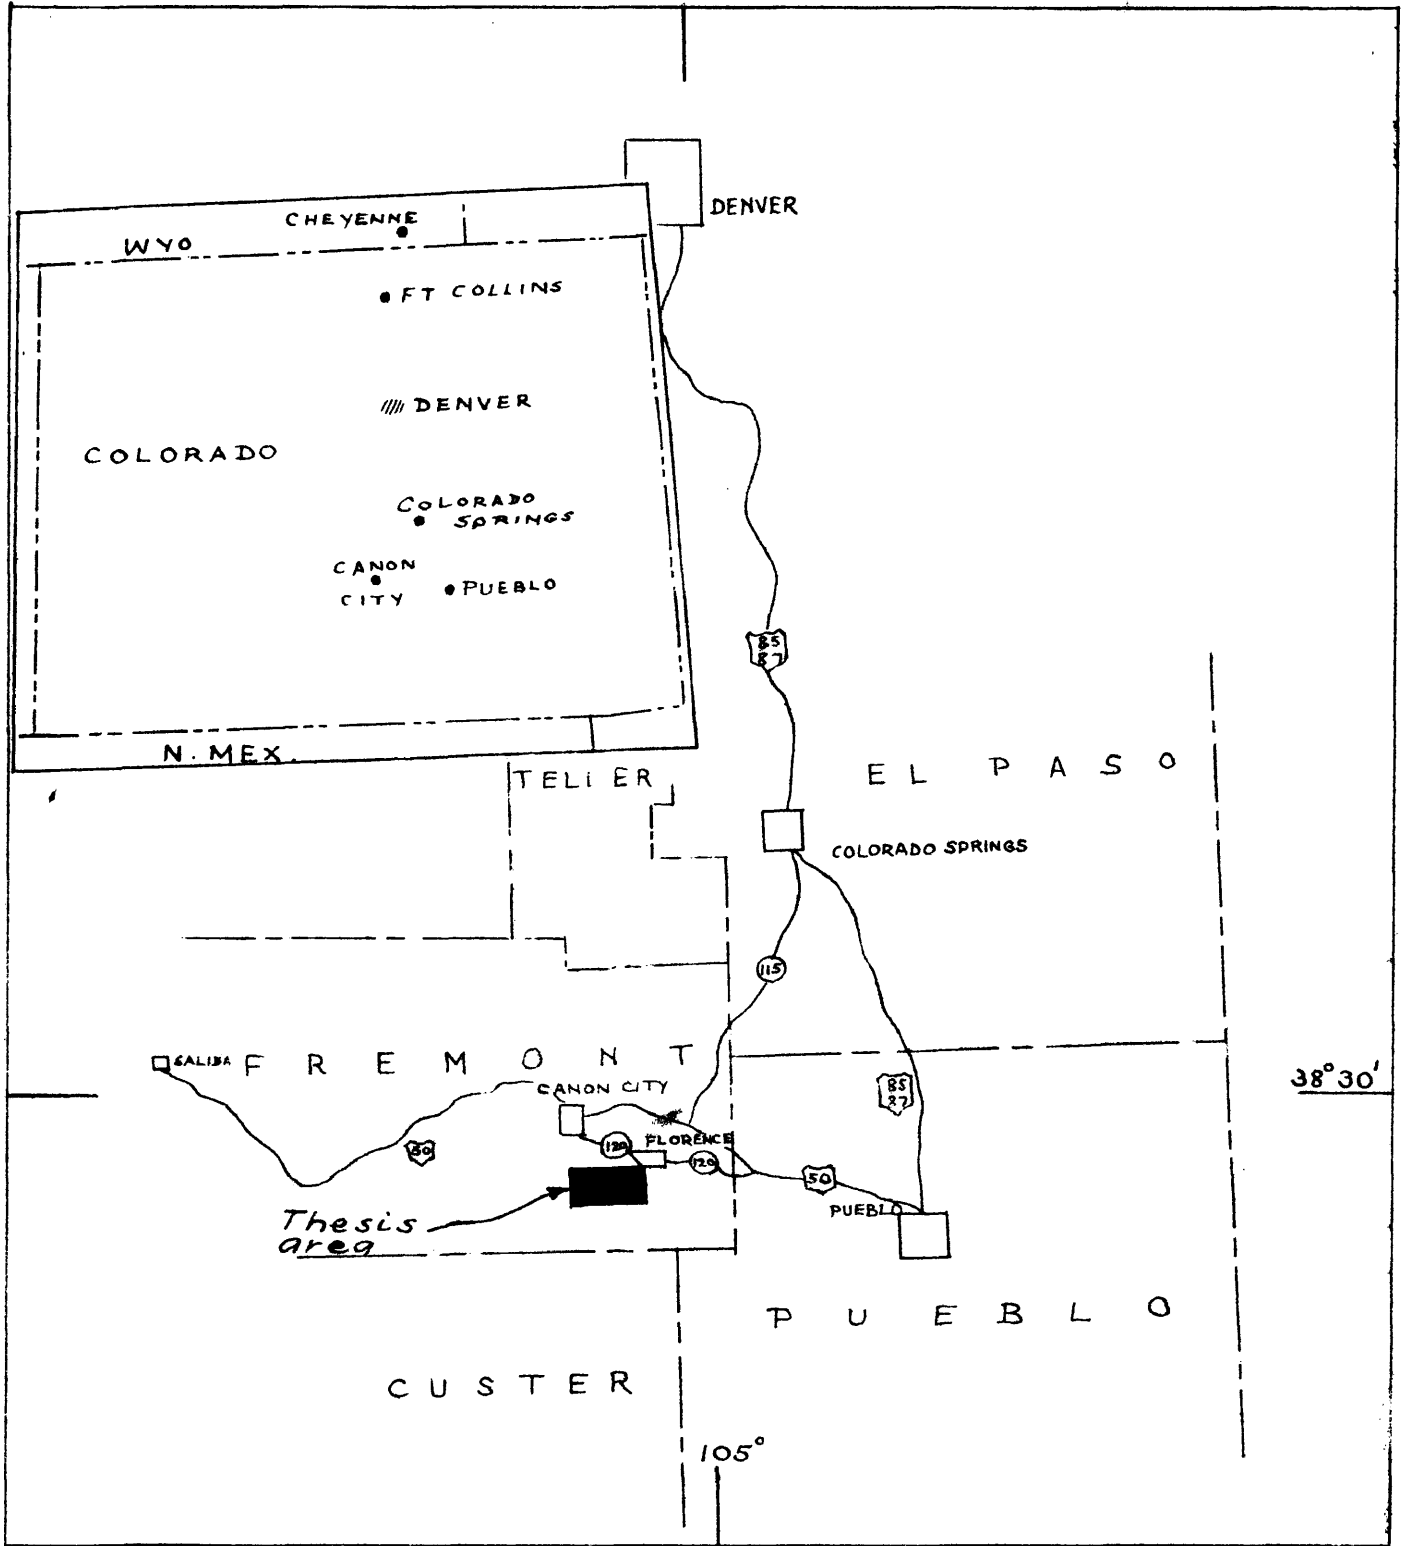 DENVER
CHEYENNE
WYO
FT COLLINS
DENVER
COLORADO
COLORADO
SPRINGS
CANON
CITY
PUEBLO
N. MEX.
85
87
TELIER
EL PASO
COLORADO SPRINGS
115
SALIDA
FREMONT
38°30'
CANON CITY
85
87
50
120
FLORENCE
120
50
PUEBLO
Thesis
area
PUEBLO
CUSTER
105°